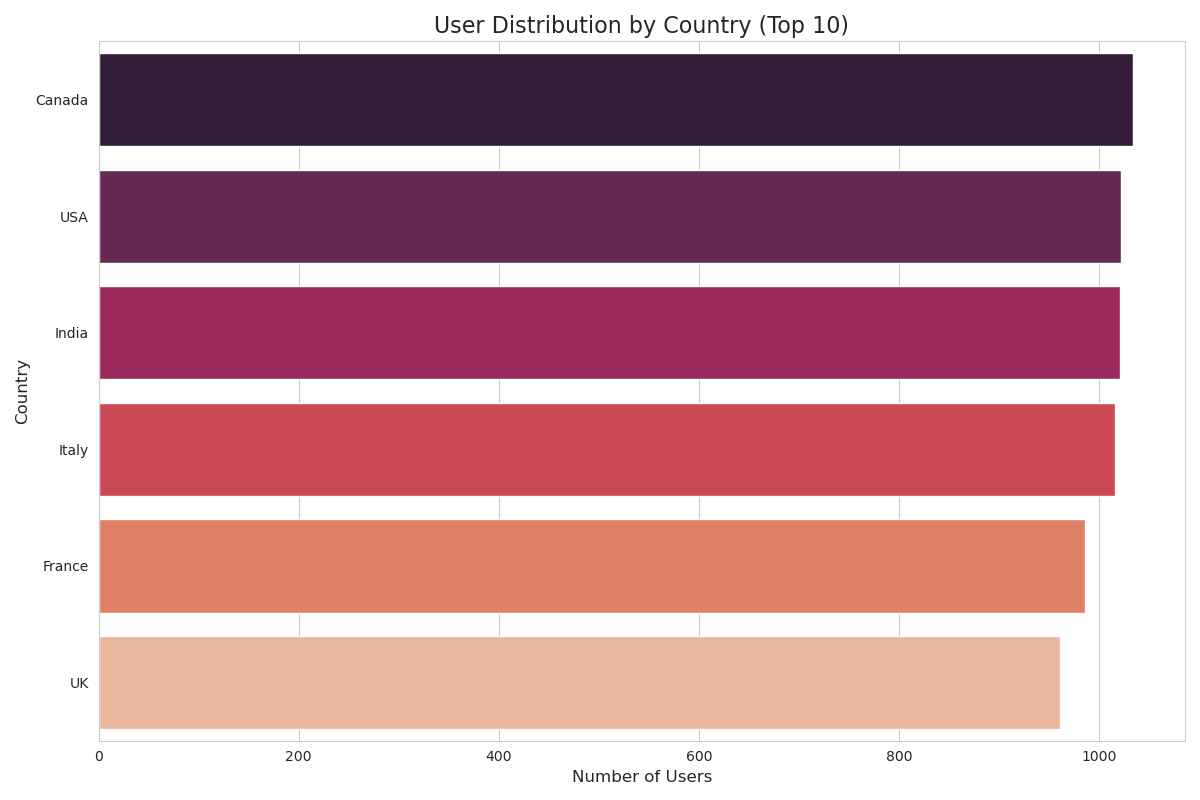 User Distribution by Country (Top 10)
Canada
USA
India
Italy
France
UK
Country
0 200 400 600 800 1000
Number of Users